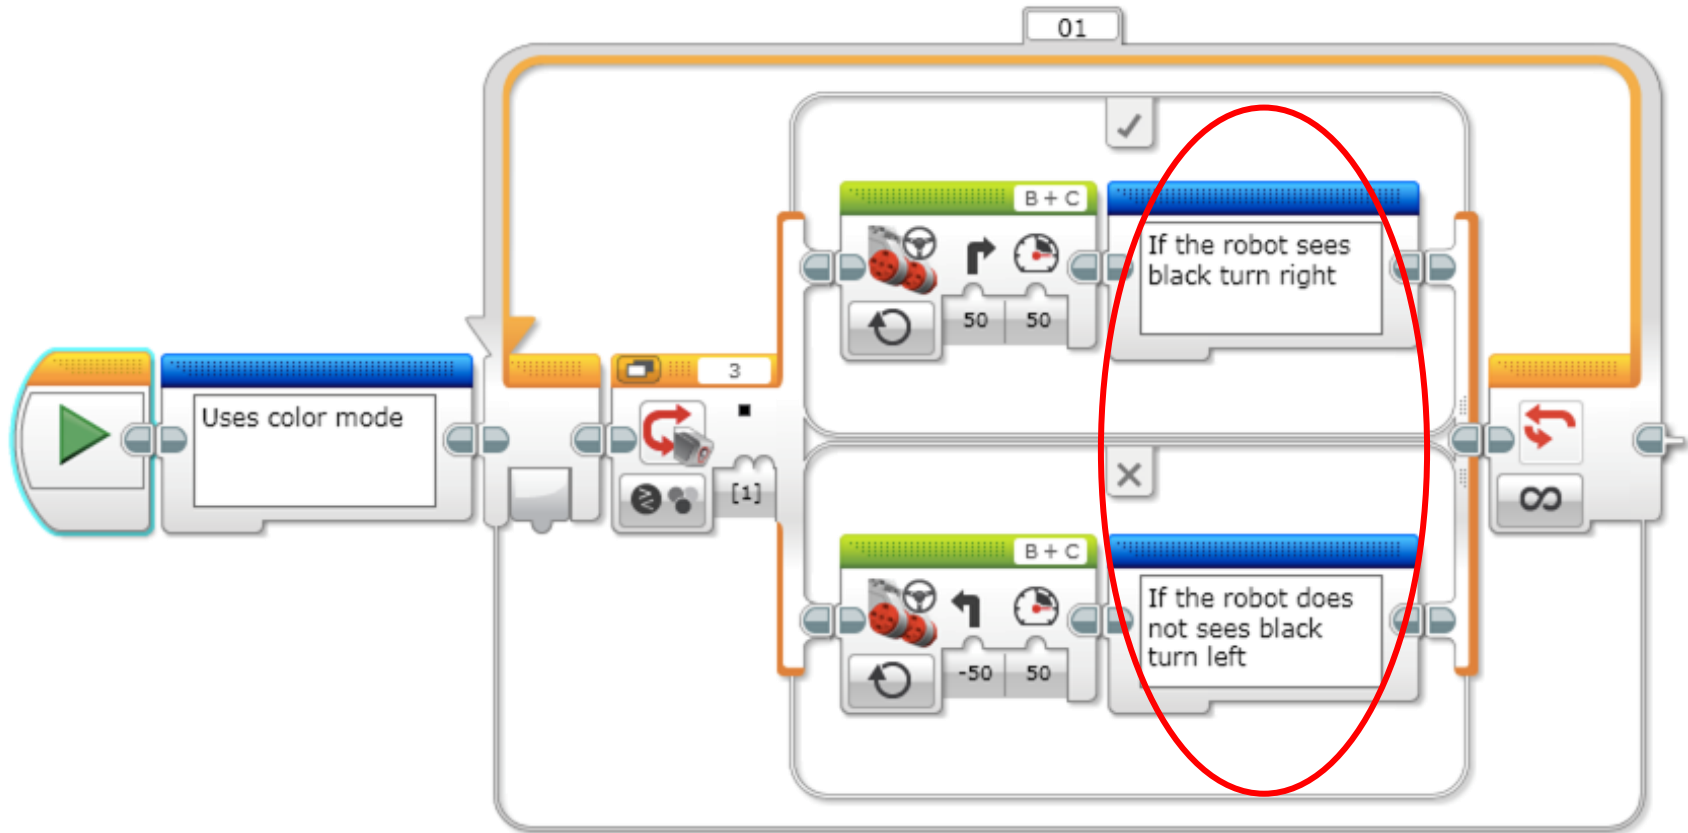 01
B + C
If the robot sees
black turn right
50 50
3
Uses color mode
[1]
B + C
If the robot does
not sees black
turn left
-50 50